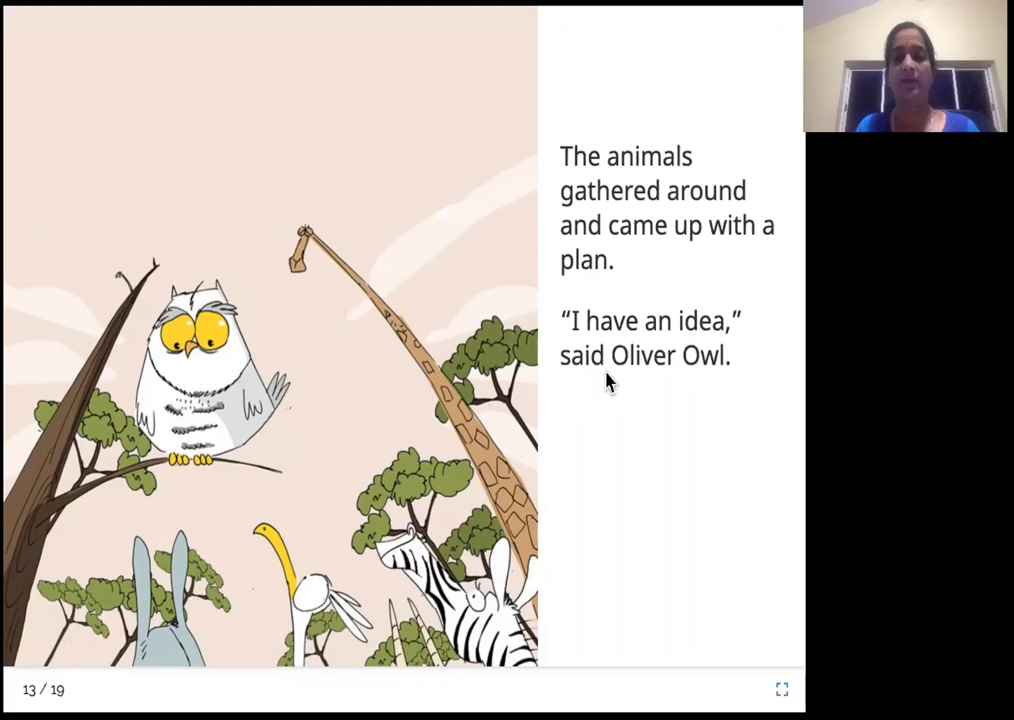 The animals
gathered around
and came up with a
plan.
“I have an idea,”
said Oliver Owl.
13 / 19